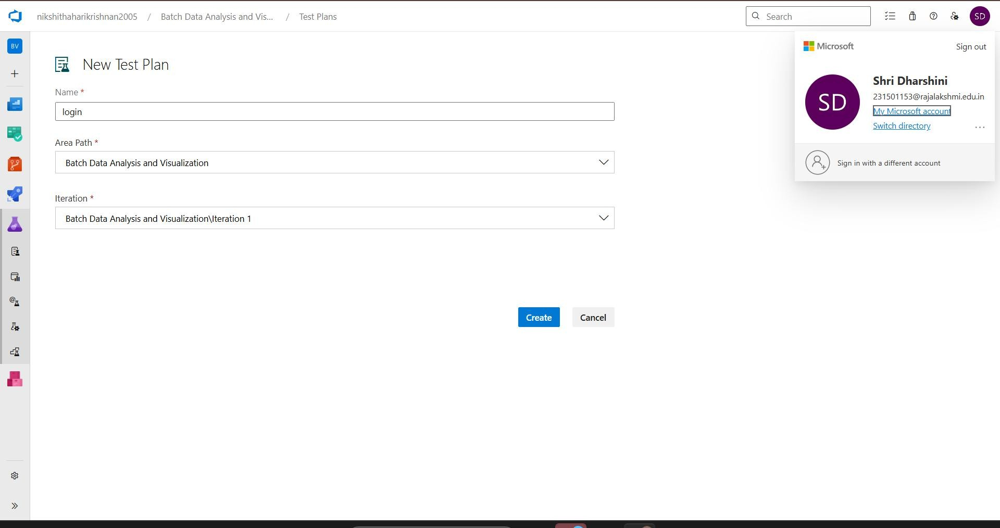 nikshithaharikrishnan2005 / Batch Data Analysis and Vis... / Test Plans
Search
SD
BV
New Test Plan
Name *
login
Area Path *
Batch Data Analysis and Visualization
Iteration *
Batch Data Analysis and Visualization\Iteration 1
Create
Cancel
Microsoft
Sign out
SD
Shri Dharshini
231501153@rajalakshmi.edu.in
My Microsoft account
Switch directory
...
Sign in with a different account